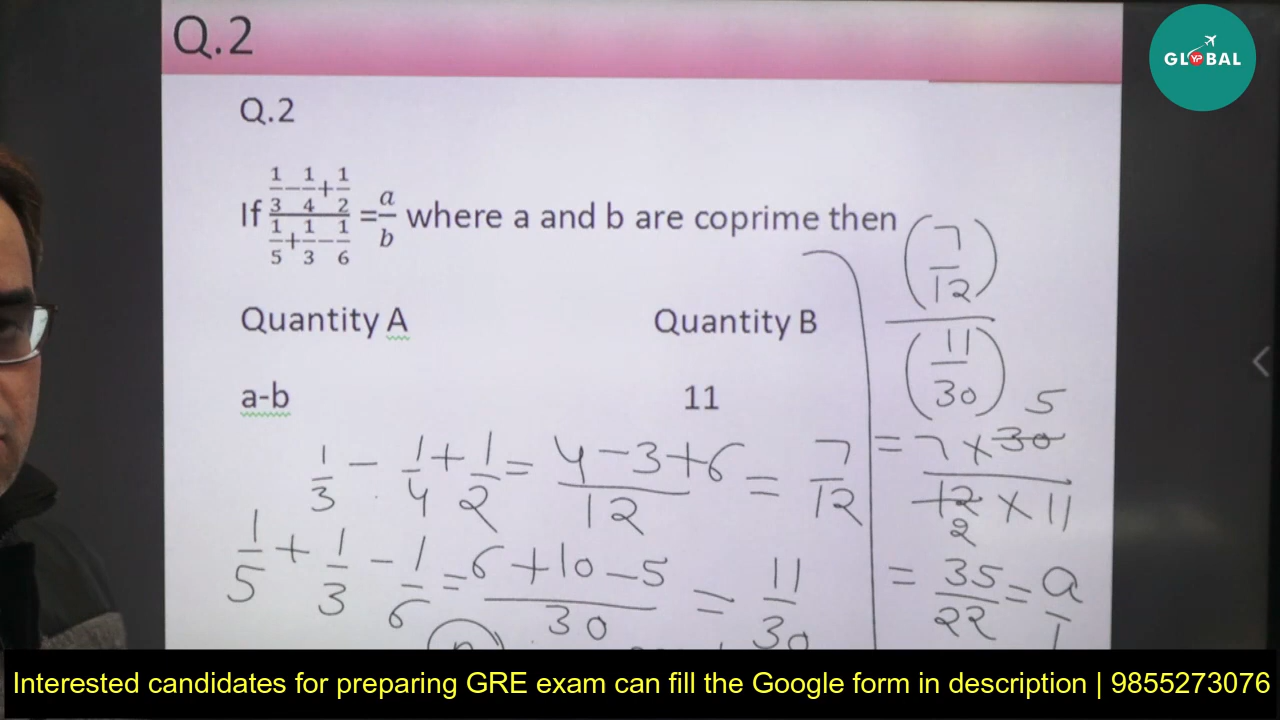 Q.2
GLOBAL
YP
Q.2
If (1/3 - 1/4 + 1/2)/(1/5 + 1/3 - 1/6) = a/b where a and b are coprime then
Quantity A Quantity B
a-b 11
1/3 - 1/4 + 1/2 = (4-3+6)/12 = 7/12
1/5 + 1/3 - 1/6 = (6+10-5)/30 = 11/30
(7/12)
(11/30)
5
= 7×30
12×11
2
= 35/22 = a
Interested candidates for preparing GRE exam can fill the Google form in description | 9855273076